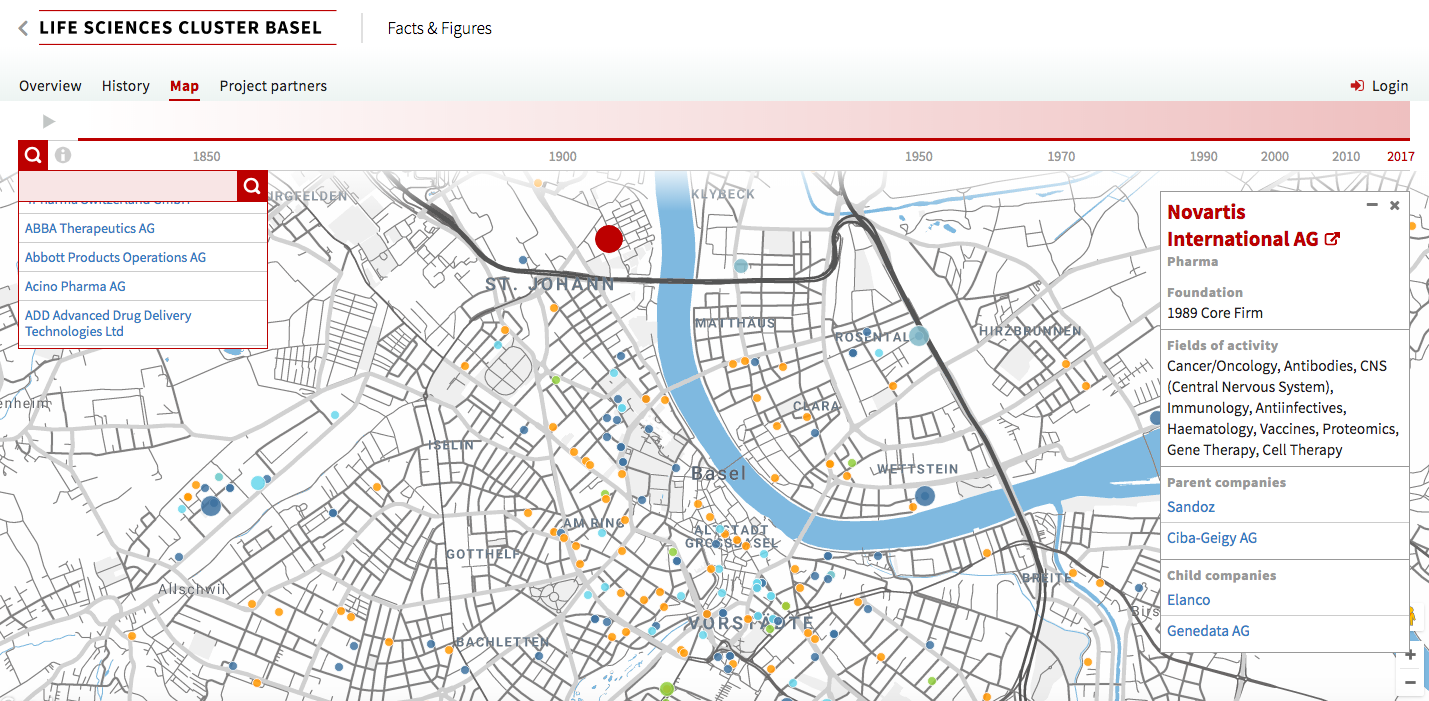 LIFE SCIENCES CLUSTER BASEL
Facts & Figures
Overview
History
Map
Project partners
Login
1850
1900
1950
1970
1990
2000
2010
2017
ABBA Therapeutics AG
Abbott Products Operations AG
Acino Pharma AG
ADD Advanced Drug Delivery
Technologies Ltd
KLYBECK
ST. JOHANN
MATTHÄUS
ROSENTAL
HIRZBRUNNEN
CLARA
ISELIN
Basel
WETTSTEIN
AM RING
ALTSTADT
GROSSBASEL
GOTTHELF
BREITE
Allschwil
VORSTÄDTE
BACHLETTEN
Novartis
International AG
Pharma
Foundation
1989 Core Firm
Fields of activity
Cancer/Oncology, Antibodies, CNS
(Central Nervous System),
Immunology, Antiinfectives,
Haematology, Vaccines, Proteomics,
Gene Therapy, Cell Therapy
Parent companies
Sandoz
Ciba-Geigy AG
Child companies
Elanco
Genedata AG